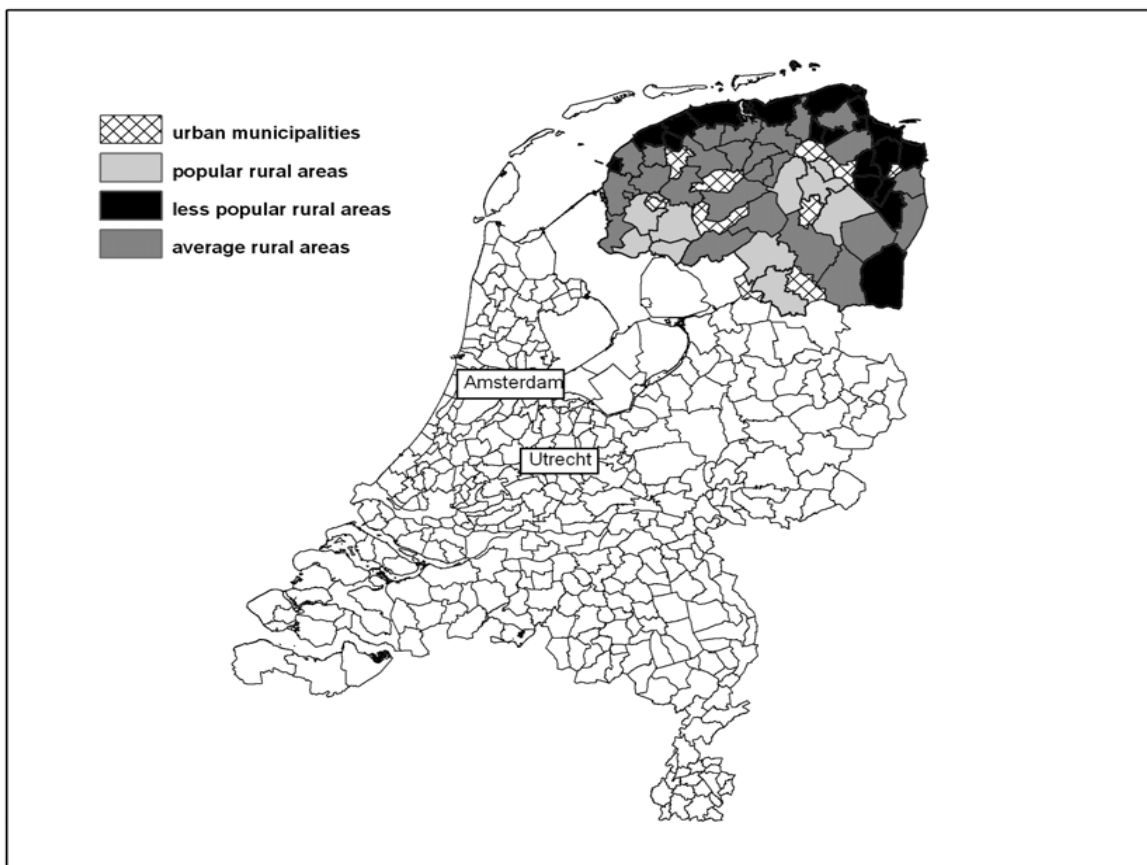 urban municipalities
popular rural areas
less popular rural areas
average rural areas
Amsterdam
Utrecht